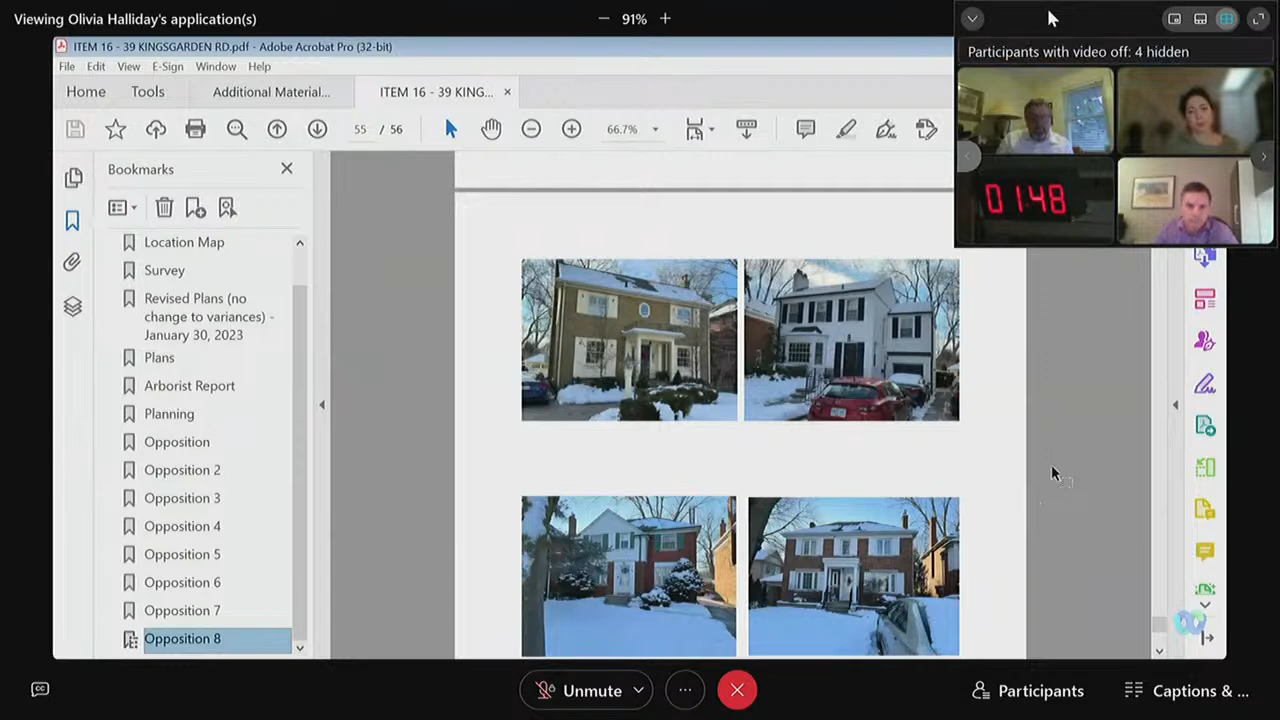 Viewing Olivia Halliday's application(s)
91%
Participants with video off: 4 hidden
ITEM 16 - 39 KINGSGARDEN RD.pdf - Adobe Acrobat Pro (32-bit)
File Edit View E-Sign Window Help
Home Tools Additional Material... ITEM 16 - 39 KING...
55 / 56 66.7%
01:48
Bookmarks
Location Map
Survey
Revised Plans (no
change to variances) -
January 30, 2023
Plans
Arborist Report
Planning
Opposition
Opposition 2
Opposition 3
Opposition 4
Opposition 5
Opposition 6
Opposition 7
Opposition 8
CC
Unmute
Participants
Captions & ...